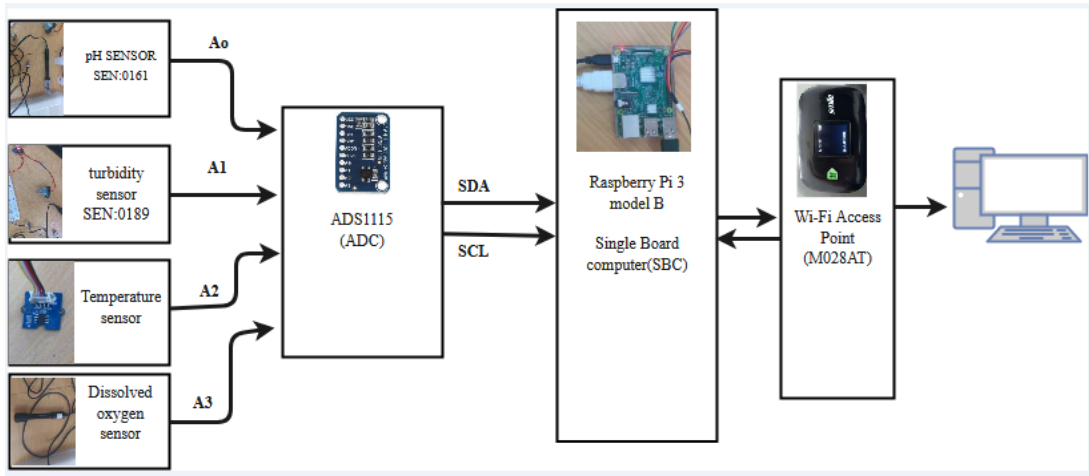 pH SENSOR
SEN:0161
Ao
turbidity
sensor
SEN:0189
A1
Temperature
sensor
A2
Dissolved
oxygen
sensor
A3
ADS1115
(ADC)
SDA
SCL
Raspberry Pi 3
model B
Single Board
computer(SBC)
smile
Wi-Fi Access
Point
(M028AT)